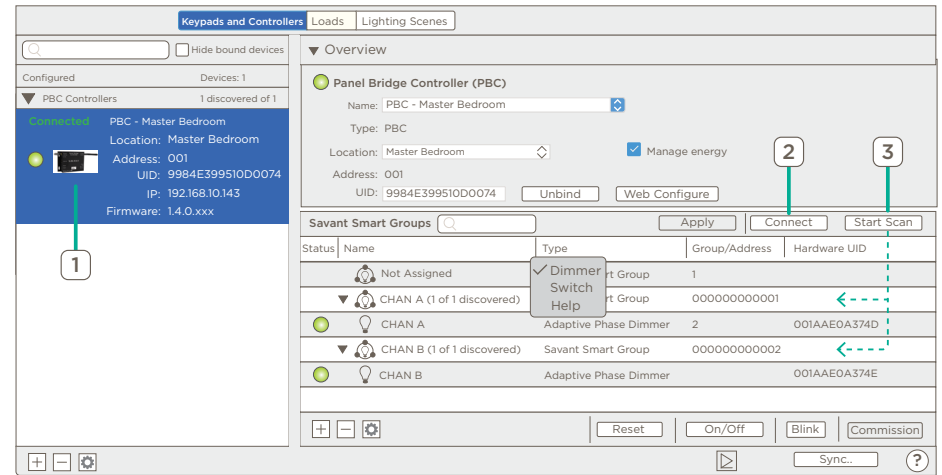 Keypads and Controllers Loads Lighting Scenes
Hide bound devices
Overview
Configured Devices: 1
PBC Controllers 1 discovered of 1
Connected PBC - Master Bedroom
Location: Master Bedroom
Address: 001
UID: 9984E399510D0074
IP: 192.168.10.143
Firmware: 1.4.0.xxx
1
Panel Bridge Controller (PBC)
Name: PBC - Master Bedroom
Type: PBC
Location: Master Bedroom Manage energy
Address: 001
UID: 9984E399510D0074 Unbind Web Configure
2 3
Savant Smart Groups Apply Connect Start Scan
Status Name Type Group/Address Hardware UID
Not Assigned rt Group 1
Dimmer
Switch
Help
CHAN A (1 of 1 discovered) rt Group 000000000001
CHAN A Adaptive Phase Dimmer 2 001AAE0A374D
CHAN B (1 of 1 discovered) Savant Smart Group 000000000002
CHAN B Adaptive Phase Dimmer 001AAE0A374E
Reset On/Off Blink Commission
Sync.. ?